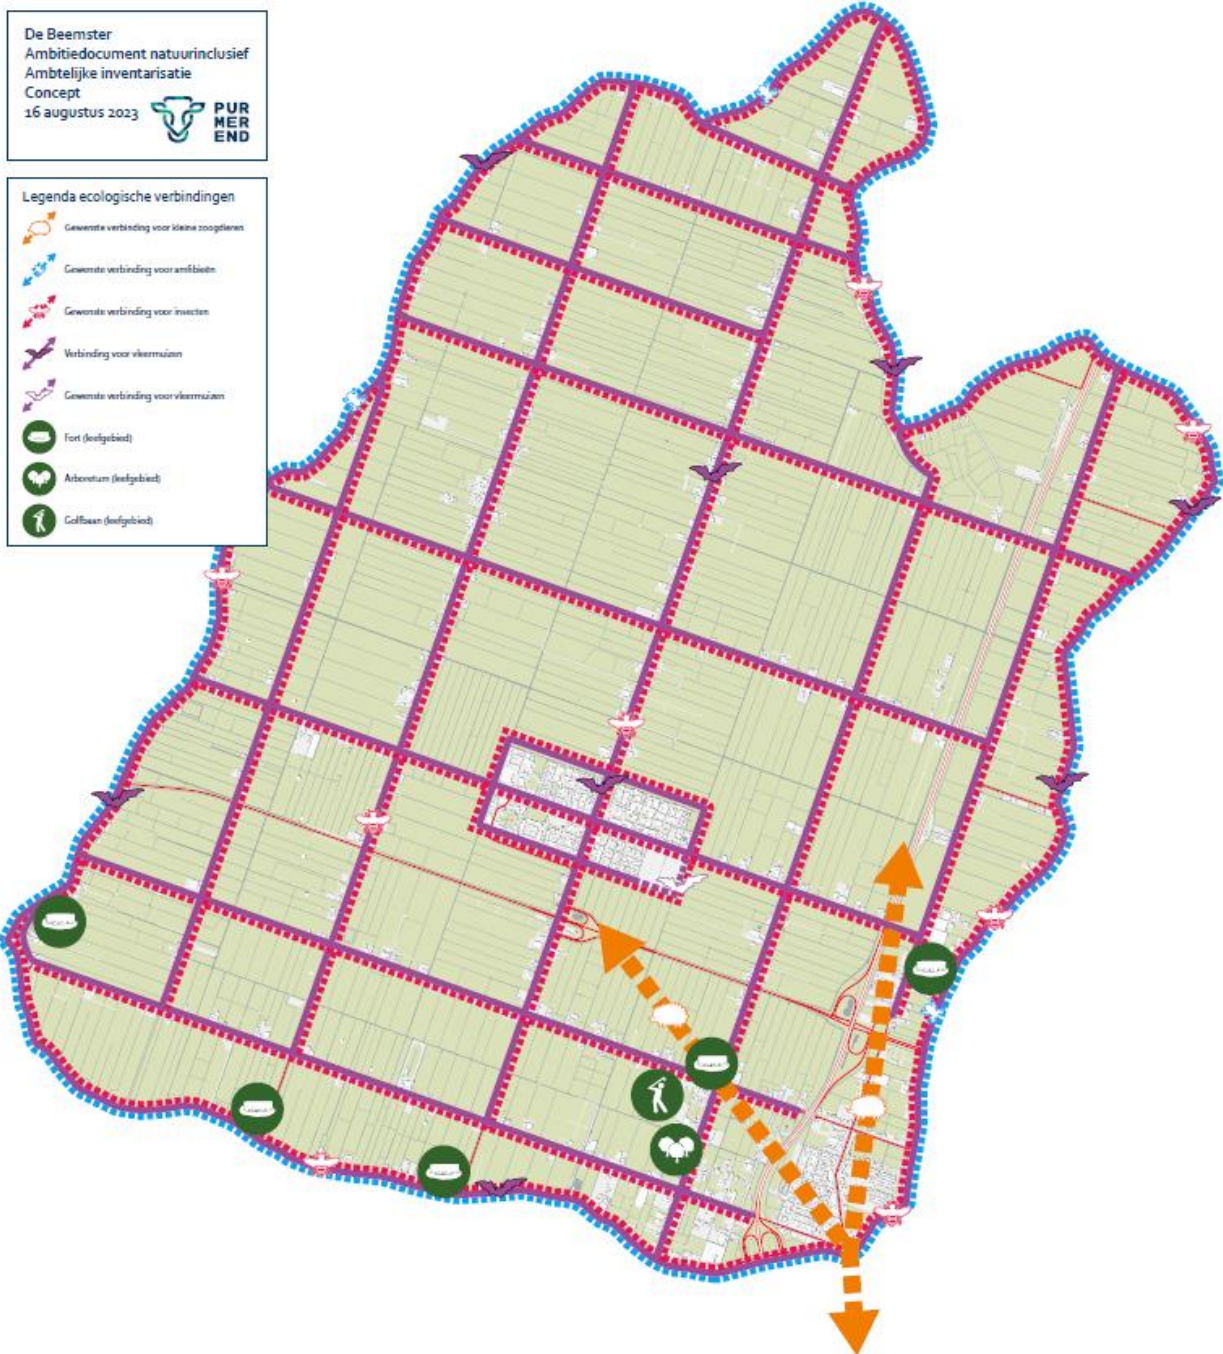 De Beemster
Ambitiedocument natuurinclusief
Ambtelijke inventarisatie
Concept
16 augustus 2023
PUR
MER
END
Legenda ecologische verbindingen
Gewenste verbinding voor kleine zoogdieren
Gewenste verbinding voor amfibieën
Gewenste verbinding voor insecten
Verbinding voor vleermuizen
Gewenste verbinding voor vleermuizen
Fort (leefgebied)
Arboretum (leefgebied)
Golfbaan (leefgebied)